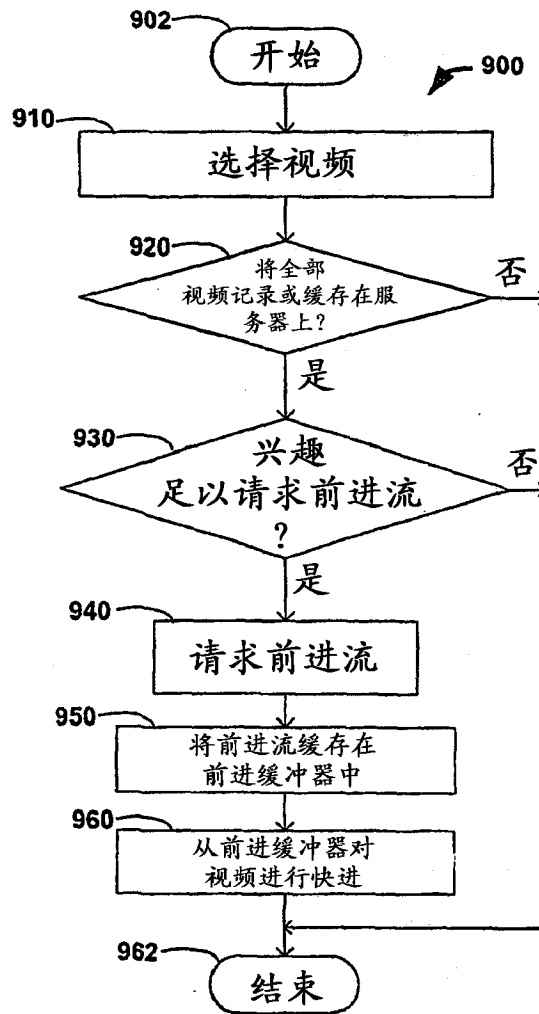 902
开始
900
910
选择视频
920
将全部
视频记录或缓存在服
务器上?
否
是
930
兴趣
足以请求前进流
?
否
是
940
请求前进流
950
将前进流缓存在
前进缓冲器中
960
从前进缓冲器对
视频进行快进
962
结束